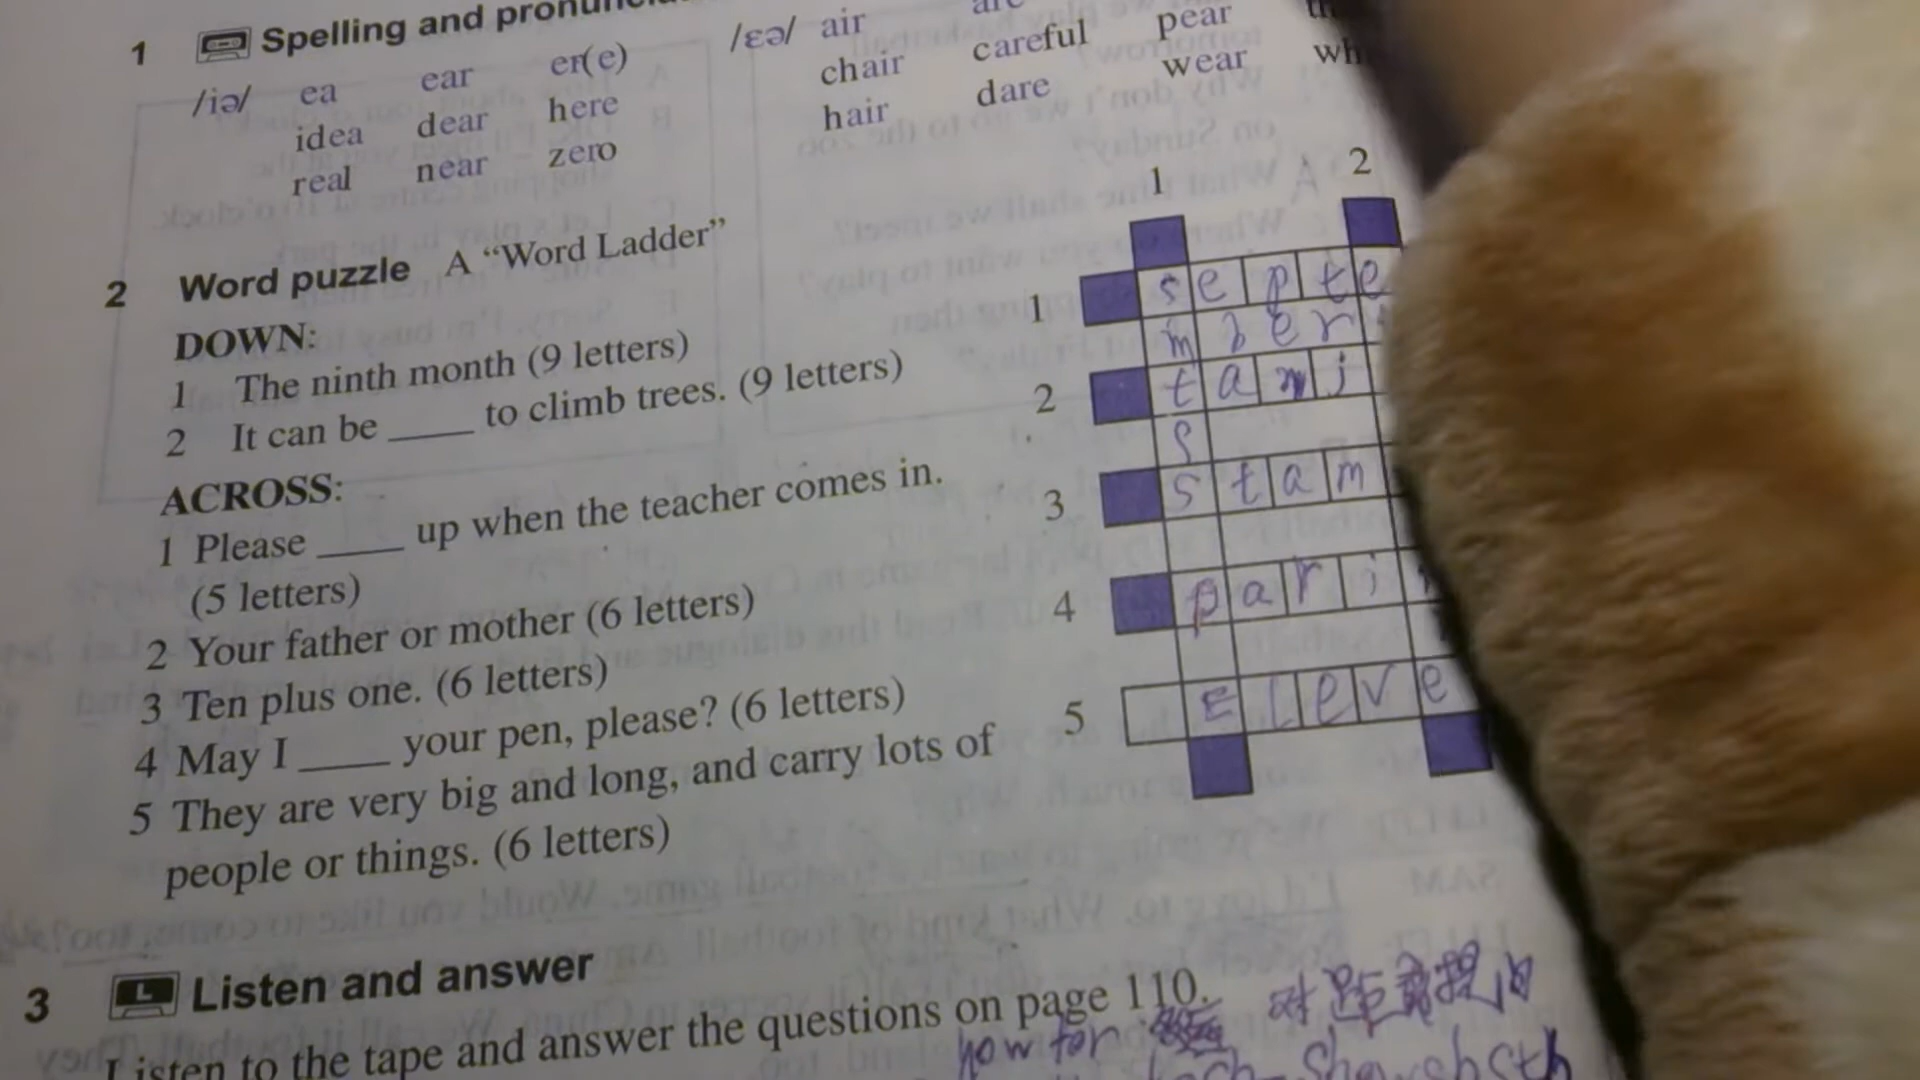 1 Spelling and
/iə/ ea ear er(e) /ɛə/ air
idea dear here chair careful pear
real near zero hair dare wear
1 2
2 Word puzzle A “Word Ladder”
DOWN:
1 The ninth month (9 letters)
2 It can be ____ to climb trees. (9 letters)
ACROSS:
1 Please ____ up when the teacher comes in.
(5 letters)
2 Your father or mother (6 letters)
3 Ten plus one. (6 letters)
4 May I ____ your pen, please? (6 letters)
5 They are very big and long, and carry lots of
people or things. (6 letters)
1 s e p t e
m b e r
2 t a n j
S
3 s t a m
4 p a r i
5 E l e v e
3 L Listen and answer
Listen to the tape and answer the questions on page 110.
how for